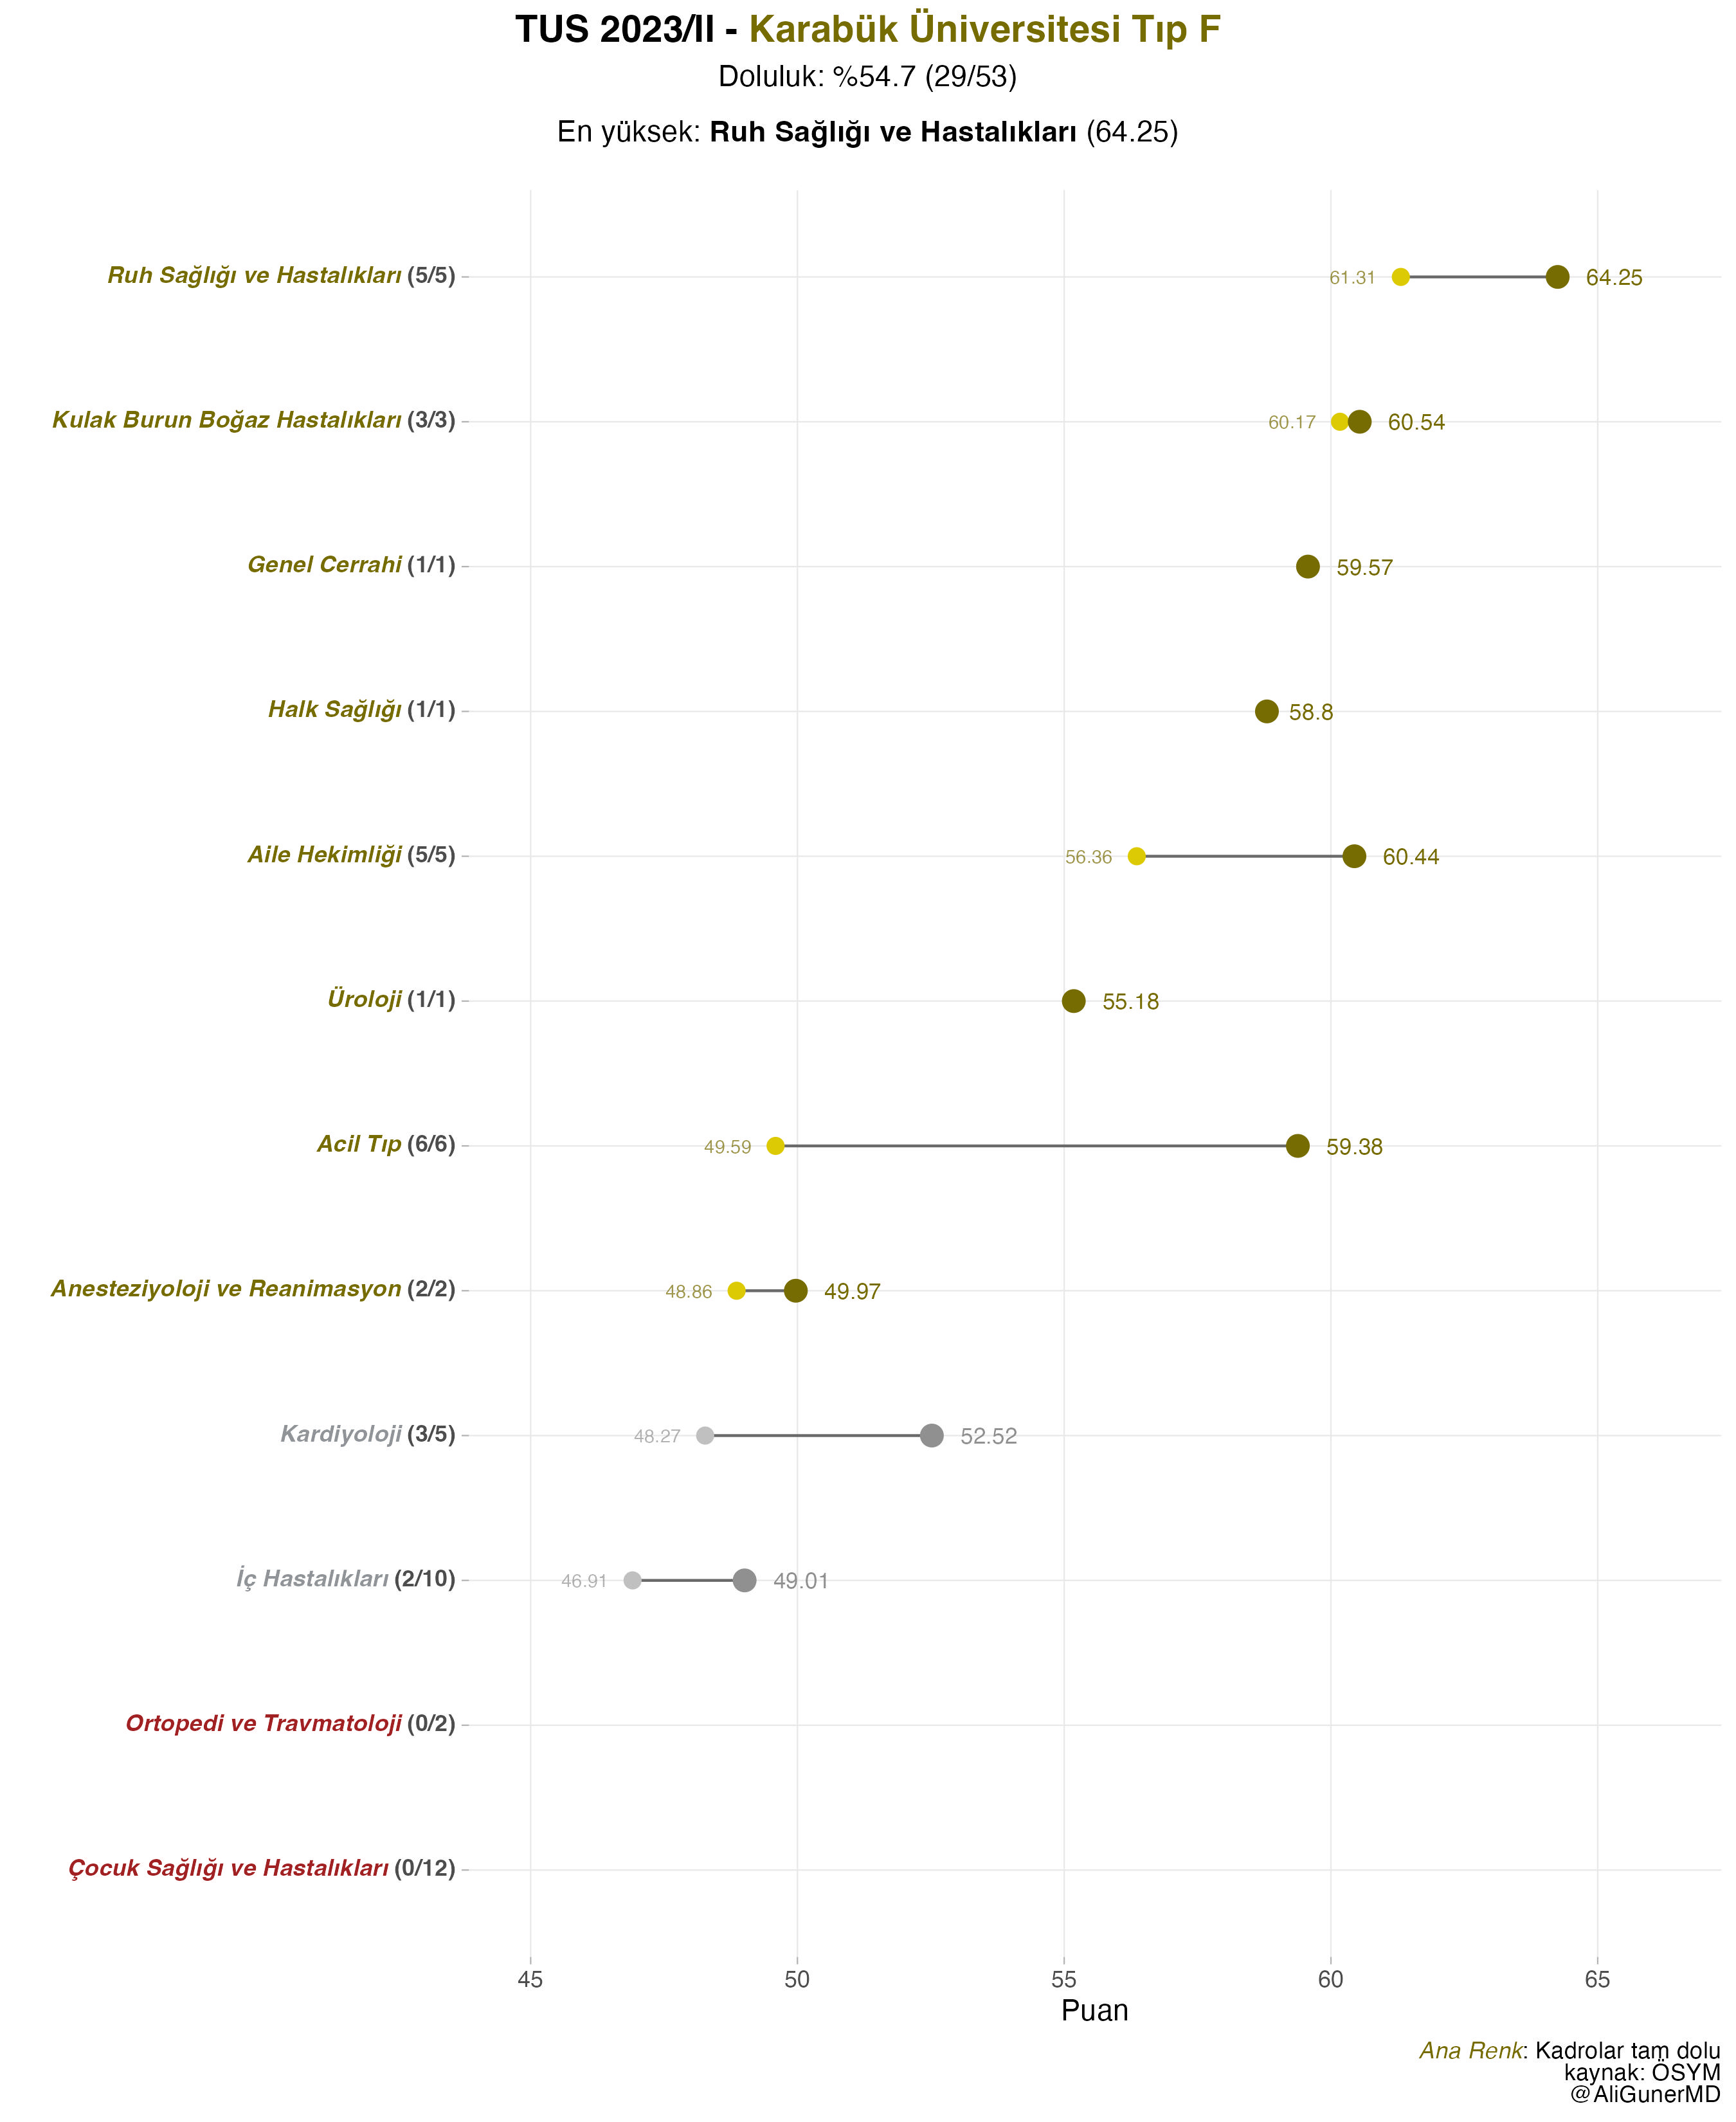 TUS 2023/II - Karabük Üniversitesi Tıp F
Doluluk: %54.7 (29/53)
En yüksek: Ruh Sağlığı ve Hastalıkları (64.25)
Ruh Sağlığı ve Hastalıkları (5/5) 61.31 64.25
Kulak Burun Boğaz Hastalıkları (3/3) 60.17 60.54
Genel Cerrahi (1/1) 59.57
Halk Sağlığı (1/1) 58.8
Aile Hekimliği (5/5) 56.36 60.44
Üroloji (1/1) 55.18
Acil Tıp (6/6) 49.59 59.38
Anesteziyoloji ve Reanimasyon (2/2) 48.86 49.97
Kardiyoloji (3/5) 48.27 52.52
İç Hastalıkları (2/10) 46.91 49.01
Ortopedi ve Travmatoloji (0/2)
Çocuk Sağlığı ve Hastalıkları (0/12)
45 50 55 60 65
Puan
Ana Renk: Kadrolar tam dolu
kaynak: ÖSYM
@AliGunerMD